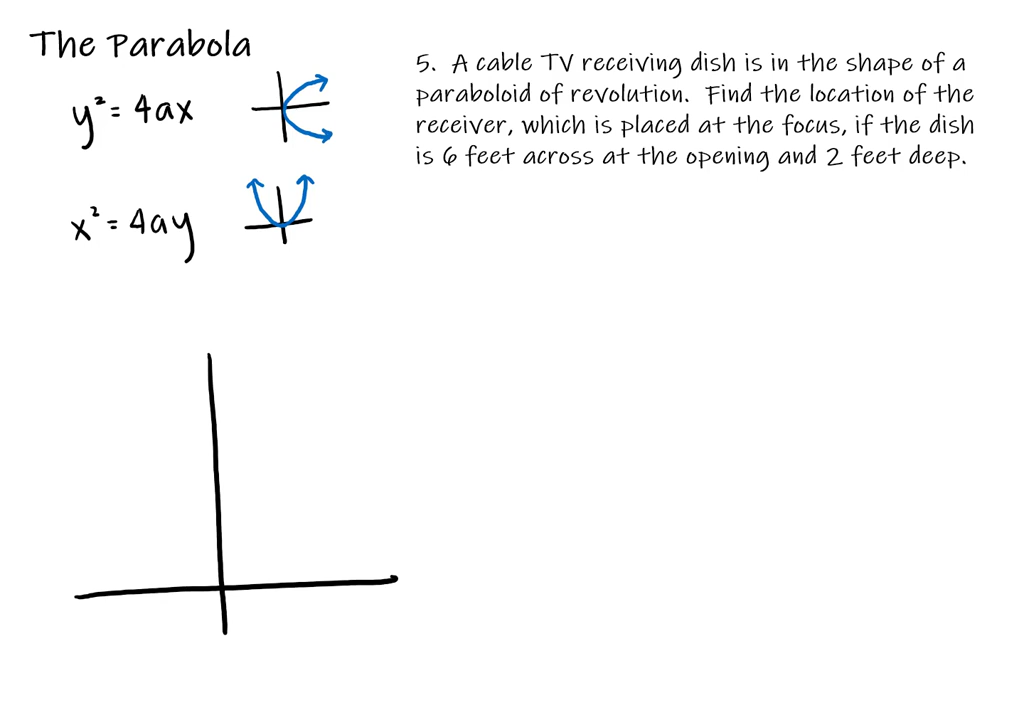 The Parabola
y² = 4ax
x² = 4ay
5. A cable TV receiving dish is in the shape of a
paraboloid of revolution. Find the location of the
receiver, which is placed at the focus, if the dish
is 6 feet across at the opening and 2 feet deep.